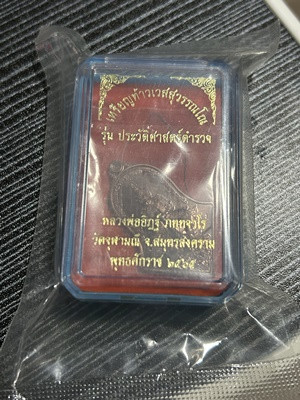 เหรียญท้าวเวสสุวรรณโณ
รุ่น ประวัติศาสตร์ตำรวจ
หลวงพ่ออิฏฐ์ ภทฺทจาโร
วัดจุฬามณี จ.สมุทรสงคราม
พุทธศักราช ๒๕๖๕